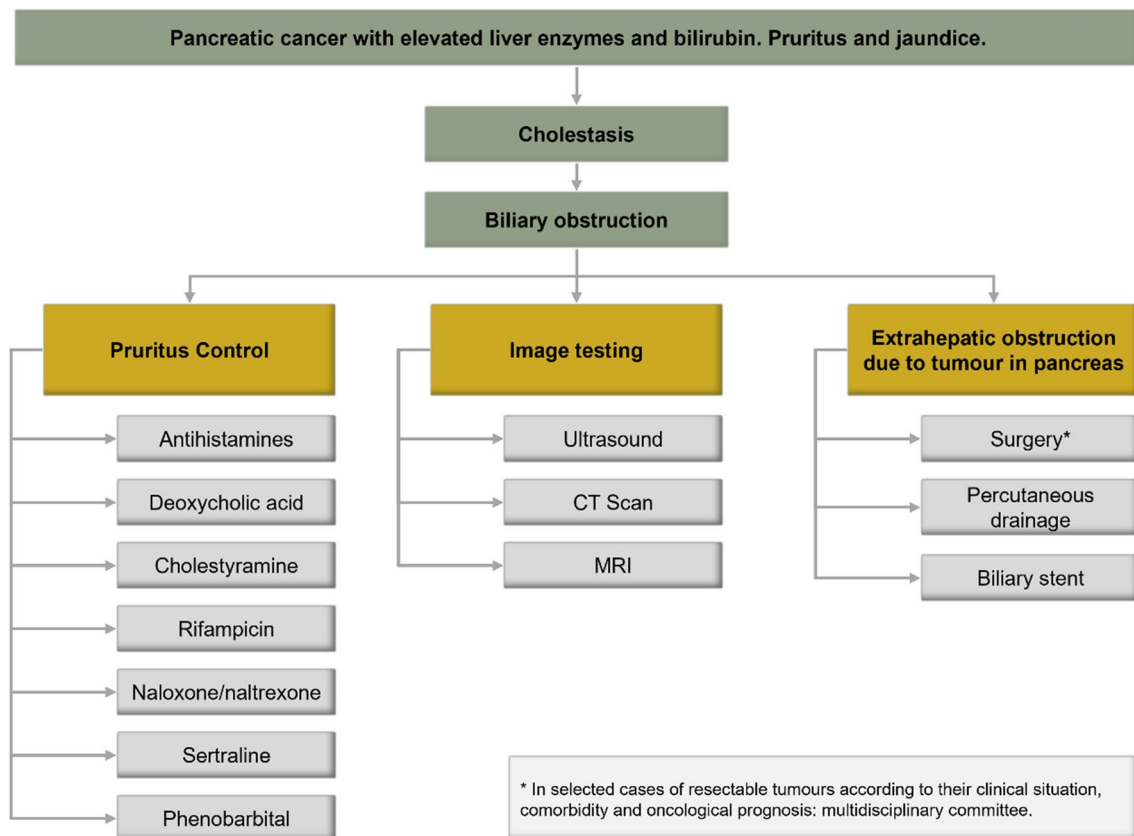 Pancreatic cancer with elevated liver enzymes and bilirubin. Pruritus and jaundice.
Cholestasis
Biliary obstruction
Pruritus Control
Antihistamines
Deoxycholic acid
Cholestyramine
Rifampicin
Naloxone/naltrexone
Sertraline
Phenobarbital
Image testing
Ultrasound
CT Scan
MRI
Extrahepatic obstruction
due to tumour in pancreas
Surgery*
Percutaneous
drainage
Biliary stent
* In selected cases of resectable tumours according to their clinical situation,
comorbidity and oncological prognosis: multidisciplinary committee.